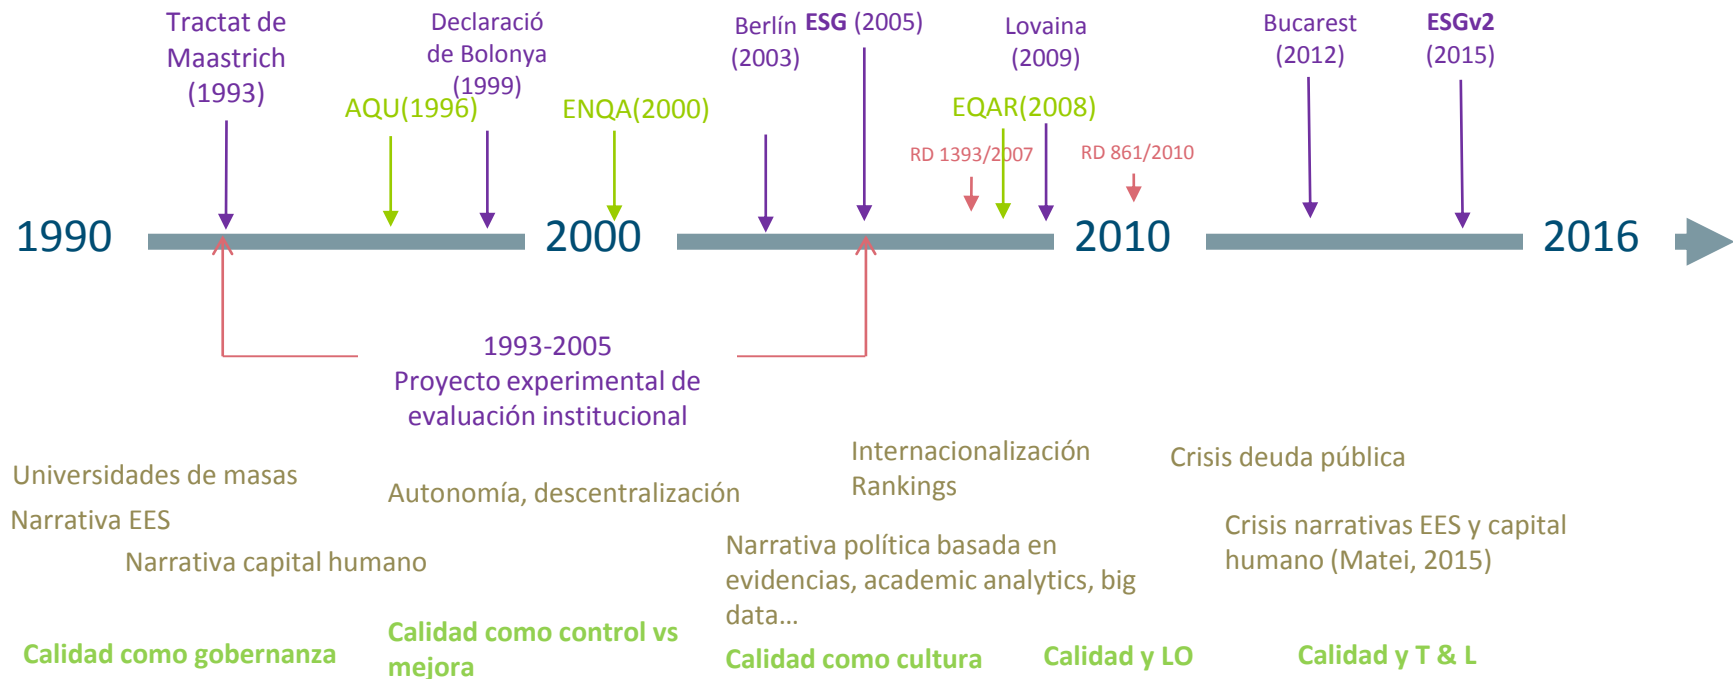 Tractat de
Maastrich
(1993)
Declaració
de Bolonya
(1999)
Berlín
(2003)
ESG (2005)
Lovaina
(2009)
Bucarest
(2012)
ESGv2
(2015)
AQU(1996)
ENQA(2000)
EQAR(2008)
RD 1393/2007
RD 861/2010
1990
2000
2010
2016
1993-2005
Proyecto experimental de
evaluación institucional
Universidades de masas
Narrativa EES
Narrativa capital humano
Autonomía, descentralización
Internacionalización
Rankings
Narrativa política basada en
evidencias, academic analytics, big
data...
Crisis deuda pública
Crisis narrativas EES y capital
humano (Matei, 2015)
Calidad como gobernanza
Calidad como control vs
mejora
Calidad como cultura
Calidad y LO
Calidad y T & L